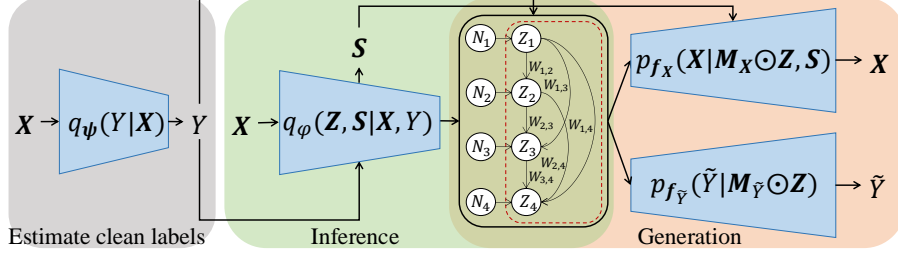 X
q_ψ(Y|X)
Y
Estimate clean labels
S
X
q_φ(Z, S|X, Y)
Inference
N_1
Z_1
W_{1,2}
W_{1,3}
N_2
Z_2
W_{2,3}
W_{1,4}
N_3
Z_3
W_{2,4}
W_{3,4}
N_4
Z_4
p_{f_X}(X|M_X⊙Z, S)
X
p_{f_Ỹ}(Ỹ|M_Ỹ⊙Z)
Ỹ
Generation